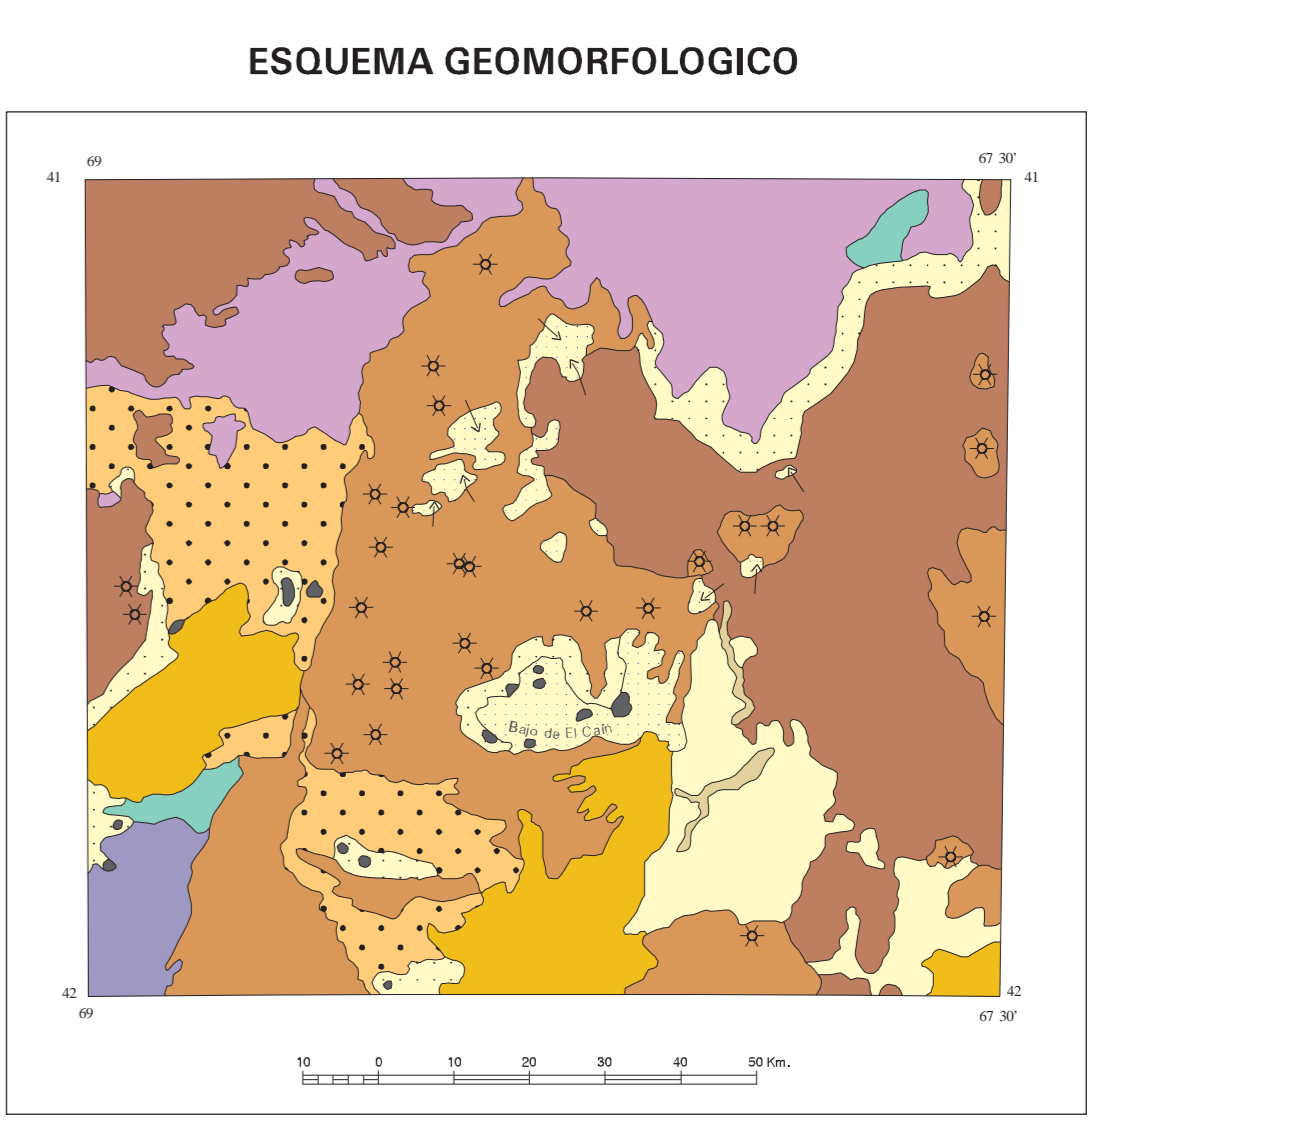 ESQUEMA GEOMORFOLOGICO
69 67 30'
41 41
Bajo de El Caín
42 42
69 67 30'
10 0 10 20 30 40 50 Km.